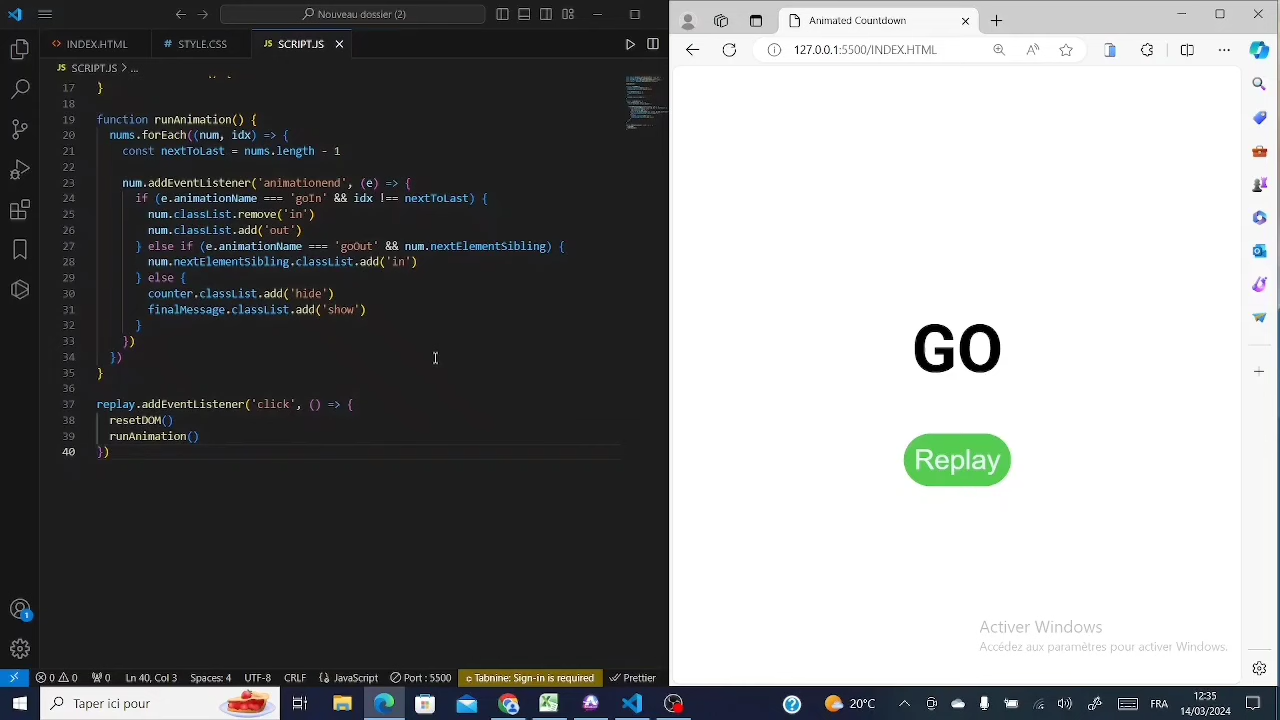 Nouveau dossier (2)
INDEX.HTML
STYLE.CSS
SCRIPT.JS
SCRIPT.JS > ...
17 }
18
19 function runAnimation() {
20 nums.forEach((num, idx) => {
21 const nextToLast = nums.length - 1
22
23 num.addEventListener('animationend', (e) => {
24 if (e.animationName === 'goIn' && idx !== nextToLast) {
25 num.classList.remove('in')
26 num.classList.add('out')
27 } else if (e.animationName === 'goOut' && num.nextElementSibling) {
28 num.nextElementSibling.classList.add('in')
29 } else {
30 counter.classList.add('hide')
31 finalMessage.classList.add('show')
32 }
33 })
34 })
35 }
36
37 replay.addEventListener('click', () => {
38 resetDOM()
39 runAnimation()
40 })
1
0 0 0 Ln 40, Col 3 Spaces: 4 UTF-8 CRLF JavaScript Port : 5500 Tabnine: Sign-in is required Prettier
Animated Countdown
127.0.0.1:5500/INDEX.HTML
GO
Replay
Activer Windows
Accédez aux paramètres pour activer Windows.
Taper ici pour
20°C
FRA
12:35
14/03/2024